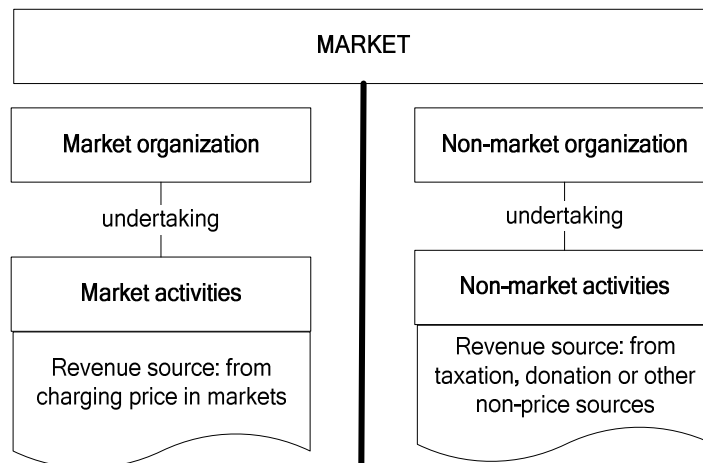 MARKET
Market organization
undertaking
Market activities
Revenue source: from
charging price in markets
Non-market organization
undertaking
Non-market activities
Revenue source: from
taxation, donation or other
non-price sources